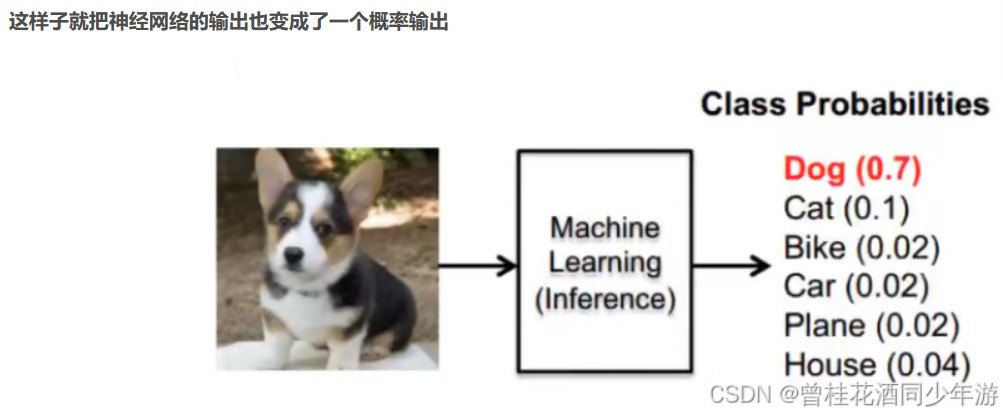 这样子就把神经网络的输出也变成了一个概率输出
Class Probabilities
Machine
Learning
(Inference)
Dog (0.7)
Cat (0.1)
Bike (0.02)
Car (0.02)
Plane (0.02)
House (0.04)
CSDN @曾桂花酒同少年游